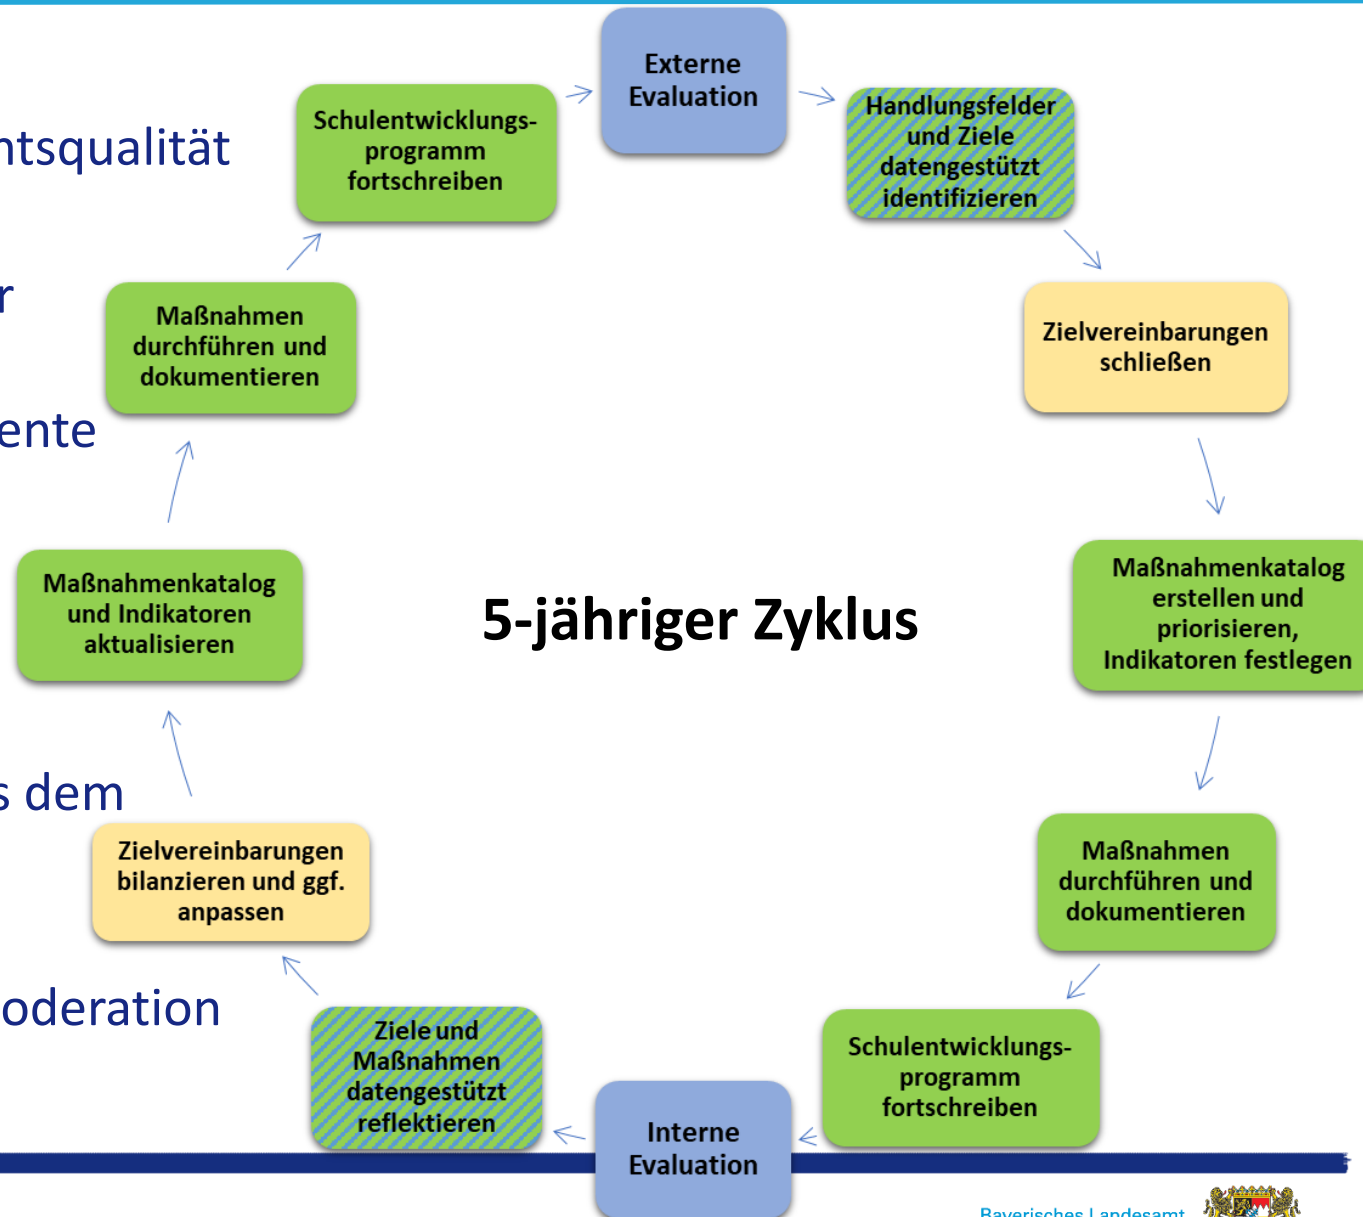 Externe
Evaluation
Handlungsfelder
und Ziele
datengestützt
identifizieren
Zielvereinbarungen
schließen
Maßnahmenkatalog
erstellen und
priorisieren,
Indikatoren festlegen
Maßnahmen
durchführen und
dokumentieren
Schulentwicklungs-
programm
fortschreiben
Interne
Evaluation
Ziele und
Maßnahmen
datengestützt
reflektieren
Zielvereinbarungen
bilanzieren und ggf.
anpassen
Maßnahmenkatalog
und Indikatoren
aktualisieren
Maßnahmen
durchführen und
dokumentieren
Schulentwicklungs-
programm
fortschreiben
5-jähriger Zyklus
ntsqualität
r
ente
s dem
oderation
Bayerisches Landesamt